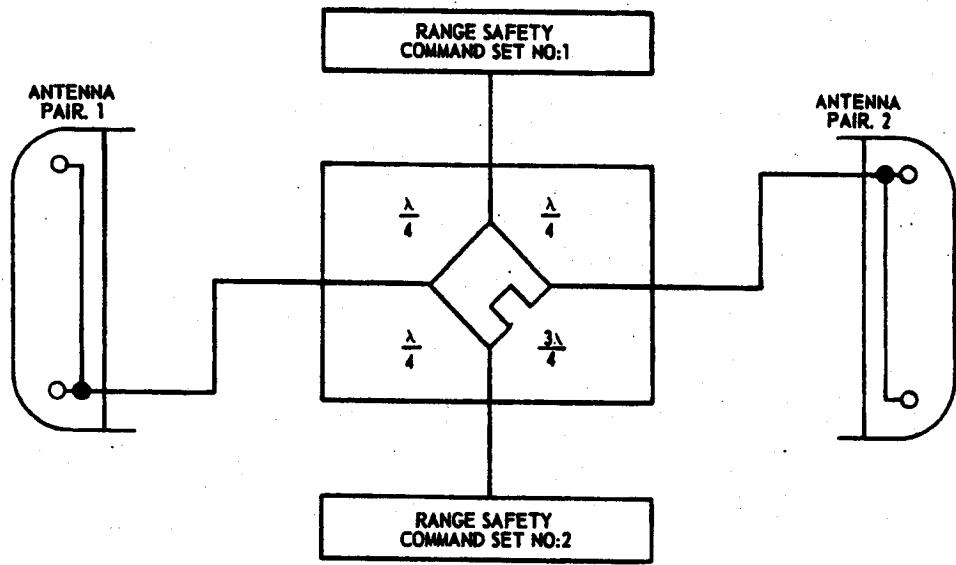 RANGE SAFETY
COMMAND SET NO:1
ANTENNA
PAIR. 1
ANTENNA
PAIR. 2
λ
4
λ
4
λ
4
3λ
4
RANGE SAFETY
COMMAND SET NO:2